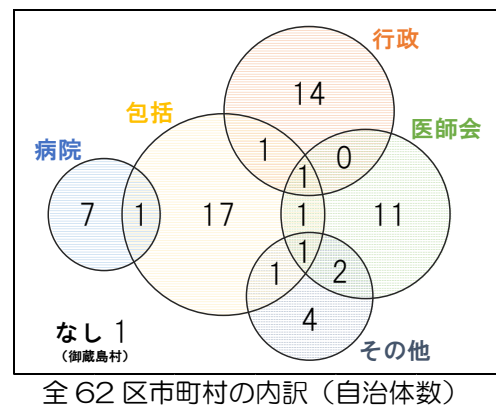 行政
14
包括
医師会
病院
1
0
1
7
1
17
1
11
1
1
2
4
なし 1
(御蔵島村)
その他
全 62 区市町村の内訳（自治体数）